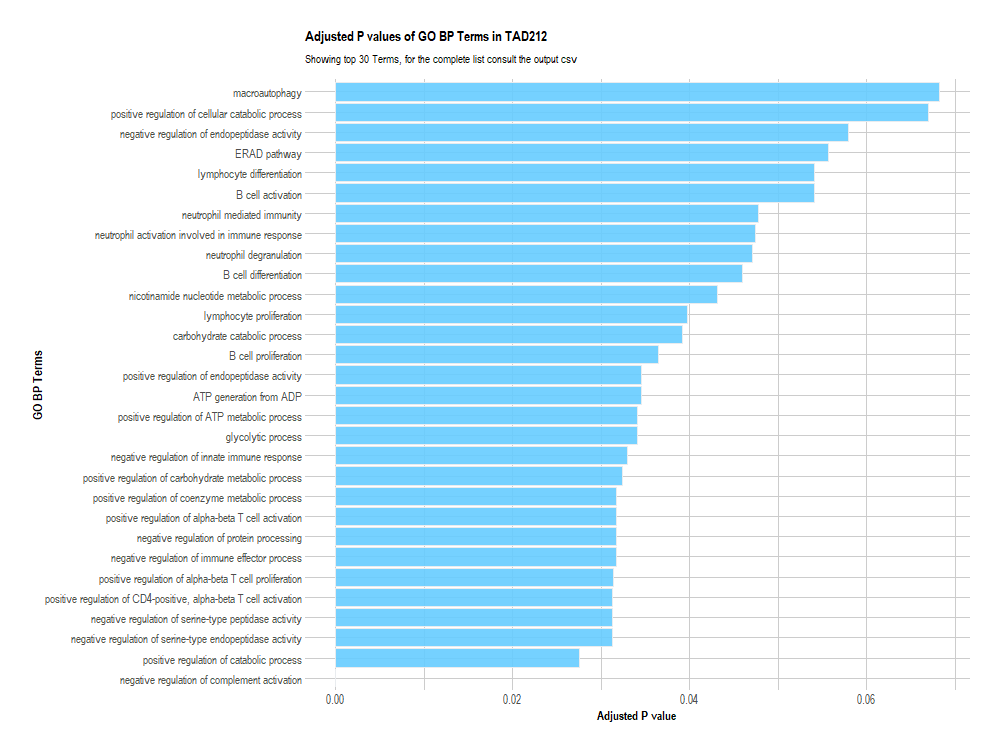 Adjusted P values of GO BP Terms in TAD212
Showing top 30 Terms, for the complete list consult the output csv
GO BP Terms
macroautophagy
positive regulation of cellular catabolic process
negative regulation of endopeptidase activity
ERAD pathway
lymphocyte differentiation
B cell activation
neutrophil mediated immunity
neutrophil activation involved in immune response
neutrophil degranulation
B cell differentiation
nicotinamide nucleotide metabolic process
lymphocyte proliferation
carbohydrate catabolic process
B cell proliferation
positive regulation of endopeptidase activity
ATP generation from ADP
positive regulation of ATP metabolic process
glycolytic process
negative regulation of innate immune response
positive regulation of carbohydrate metabolic process
positive regulation of coenzyme metabolic process
positive regulation of alpha-beta T cell activation
negative regulation of protein processing
negative regulation of immune effector process
positive regulation of alpha-beta T cell proliferation
positive regulation of CD4-positive, alpha-beta T cell activation
negative regulation of serine-type peptidase activity
negative regulation of serine-type endopeptidase activity
positive regulation of catabolic process
negative regulation of complement activation
0.00 0.02 0.04 0.06
Adjusted P value